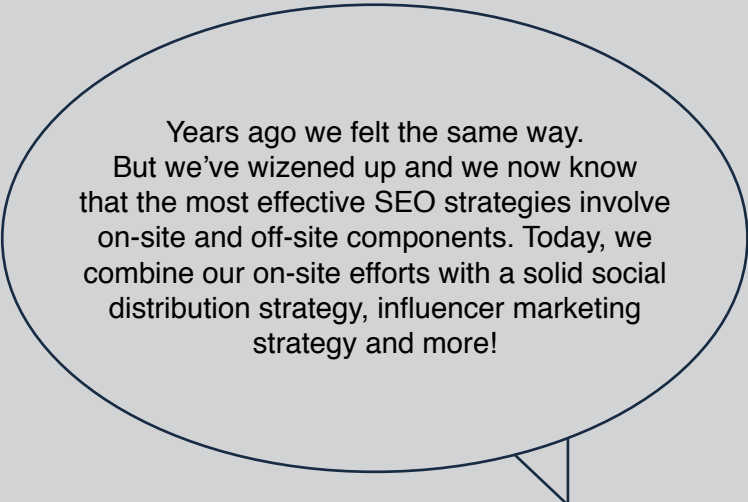 Years ago we felt the same way.
But we’ve wizened up and we now know
that the most effective SEO strategies involve
on-site and off-site components. Today, we
combine our on-site efforts with a solid social
distribution strategy, influencer marketing
strategy and more!